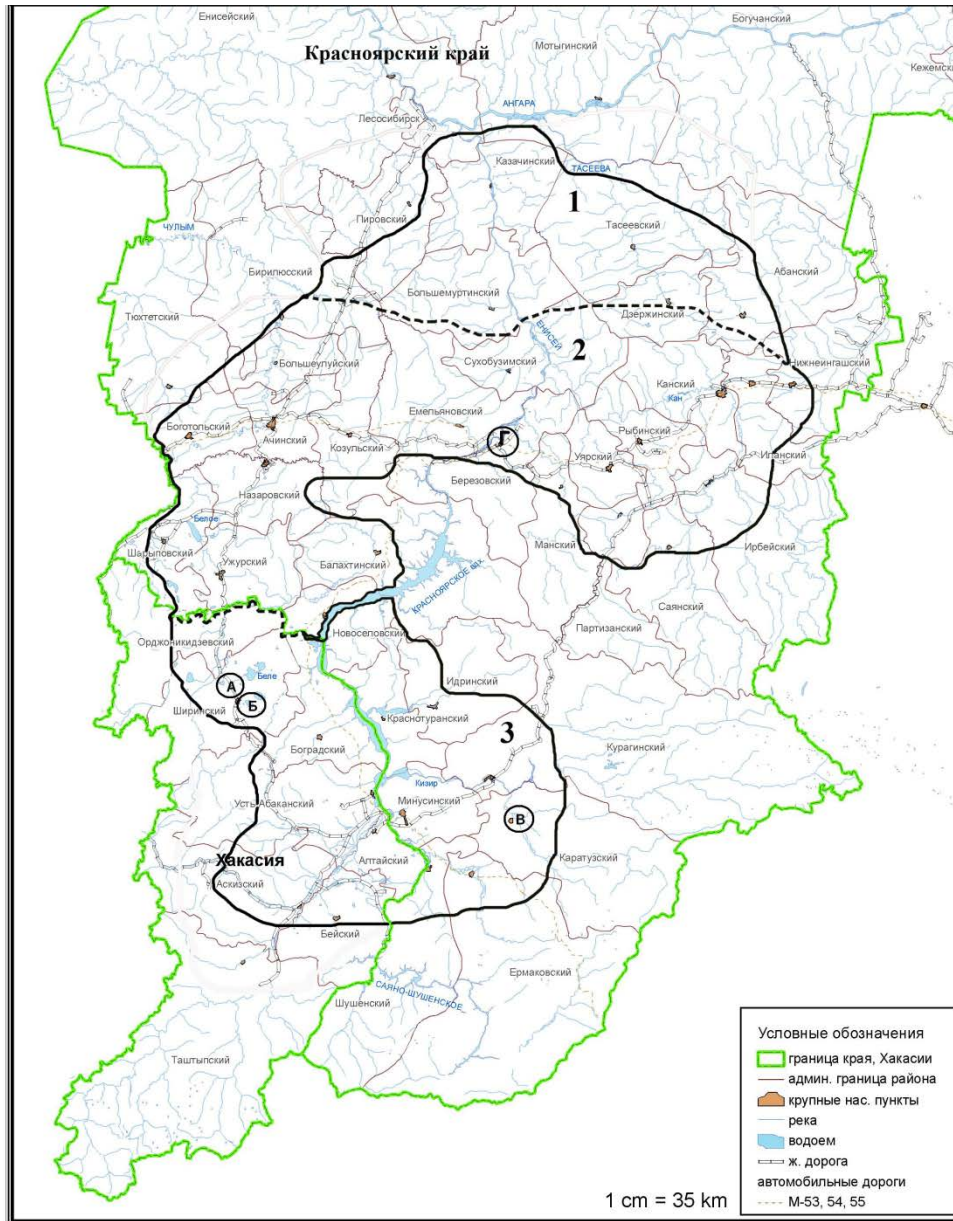 Енисейский
Богучанский
Мотыгинский
Красноярский край
Кежемск
АНГАРА
Лесосибирск
Казачинский
ТАСЕЕВА
1
Пировский
Тасеевский
ЧУЛЫМ
Бирилюсский
Абанский
Большемуртинский
Тюхтетский
Дзержинский
ЕНИСЕЙ
2
Сухобузимский
Нижнеингашский
Большеулуйский
Канский
Кан
Емельяновский
Боготольский
Ачинский
Козульский
Г
Рыбинский
Уярский
Иланский
Березовский
Назаровский
Белое
Манский
Ирбейский
Шарыповский
Балахтинский
Ужурский
КРАСНОЯРСКОЕ вдх.
Саянский
Партизанский
Новоселовский
Орджоникидзевский
Идринский
Беле
А
Б
Ширинский
Краснотуранский
3
Боградский
Курагинский
Кизир
Усть-Абаканский
Минусинский
В
Хакасия
Алтайский
Каратузский
Аскизский
Бейский
Ермаковский
САЯНО-ШУШЕНСКОЕ
Шушенский
Таштыпский
Условные обозначения
граница края, Хакасии
админ. граница района
крупные нас. пункты
река
водоем
ж. дорога
автомобильные дороги
М-53, 54, 55
1 cm = 35 km